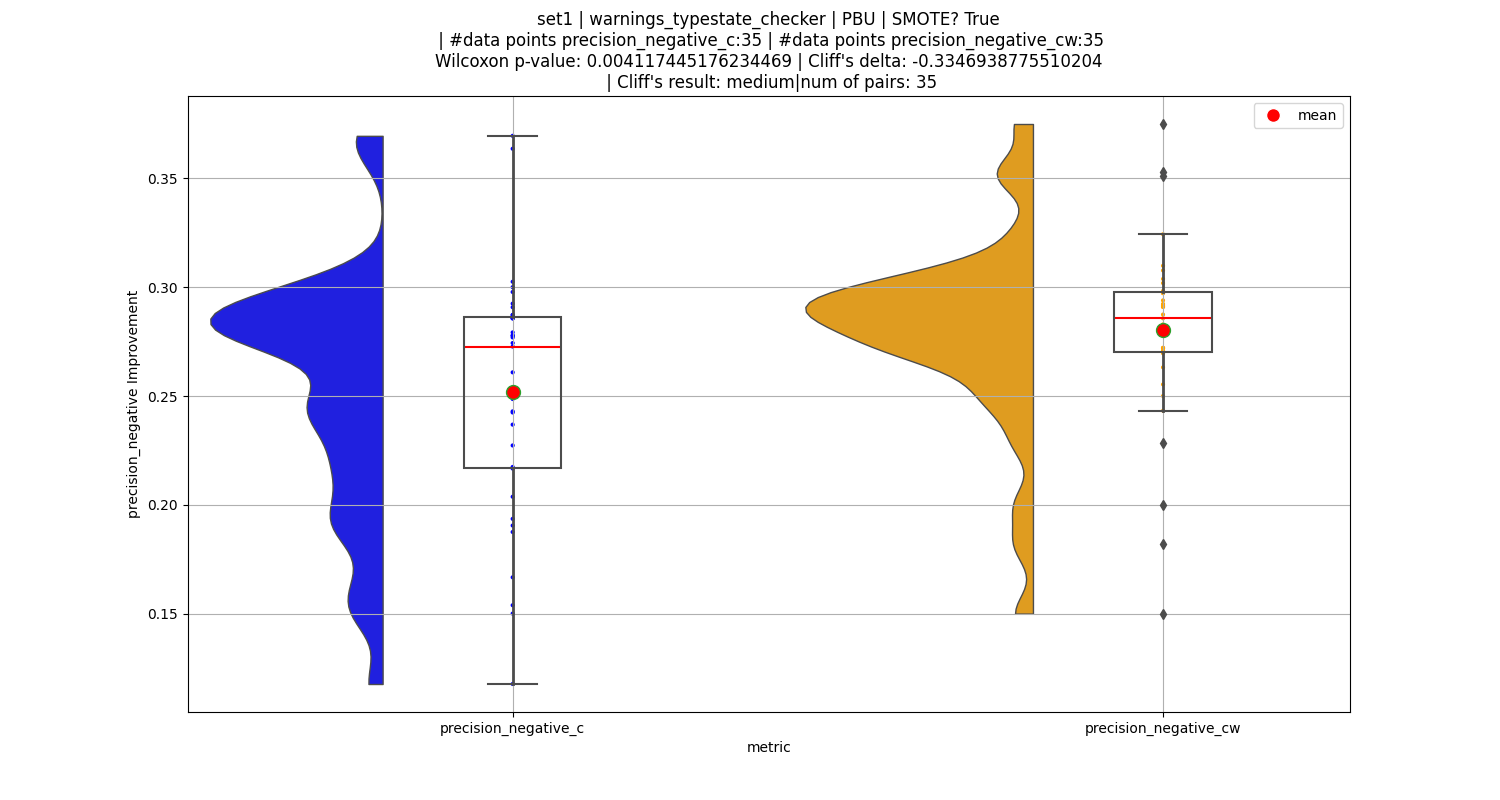 set1 | warnings_typestate_checker | PBU | SMOTE? True
| #data points precision_negative_c:35 | #data points precision_negative_cw:35
Wilcoxon p-value: 0.004117445176234469 | Cliff's delta: -0.3346938775510204
| Cliff's result: medium|num of pairs: 35
mean
precision_negative Improvement
0.35
0.30
0.25
0.20
0.15
precision_negative_c
precision_negative_cw
metric